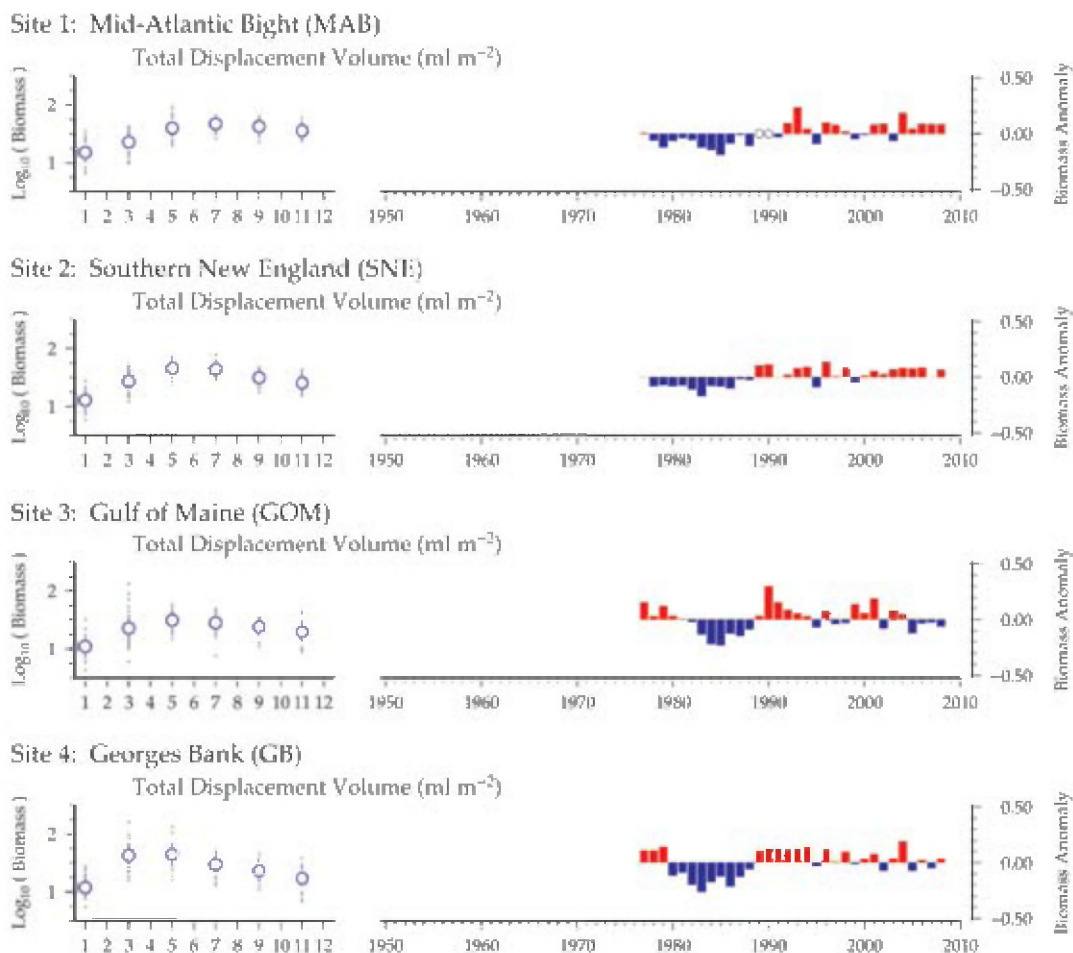 Site 1: Mid-Atlantic Bight (MAB)
Total Displacement Volume (ml m⁻²)
Log₁₀ ( Biomass )
2
1
1 2 3 4 5 6 7 8 9 10 11 12
1950 1960 1970 1980 1990 2000 2010
0.50
0.00
−0.50
Biomass Anomaly
Site 2: Southern New England (SNE)
Total Displacement Volume (ml m⁻²)
Log₁₀ ( Biomass )
2
1
1 2 3 4 5 6 7 8 9 10 11 12
1950 1960 1970 1980 1990 2000 2010
0.50
0.00
−0.50
Biomass Anomaly
Site 3: Gulf of Maine (GOM)
Total Displacement Volume (ml m⁻²)
Log₁₀ ( Biomass )
2
1
1 2 3 4 5 6 7 8 9 10 11 12
1950 1960 1970 1980 1990 2000 2010
0.50
0.00
−0.50
Biomass Anomaly
Site 4: Georges Bank (GB)
Total Displacement Volume (ml m⁻²)
Log₁₀ ( Biomass )
2
1
1 2 3 4 5 6 7 8 9 10 11 12
1950 1960 1970 1980 1990 2000 2010
0.50
0.00
−0.50
Biomass Anomaly